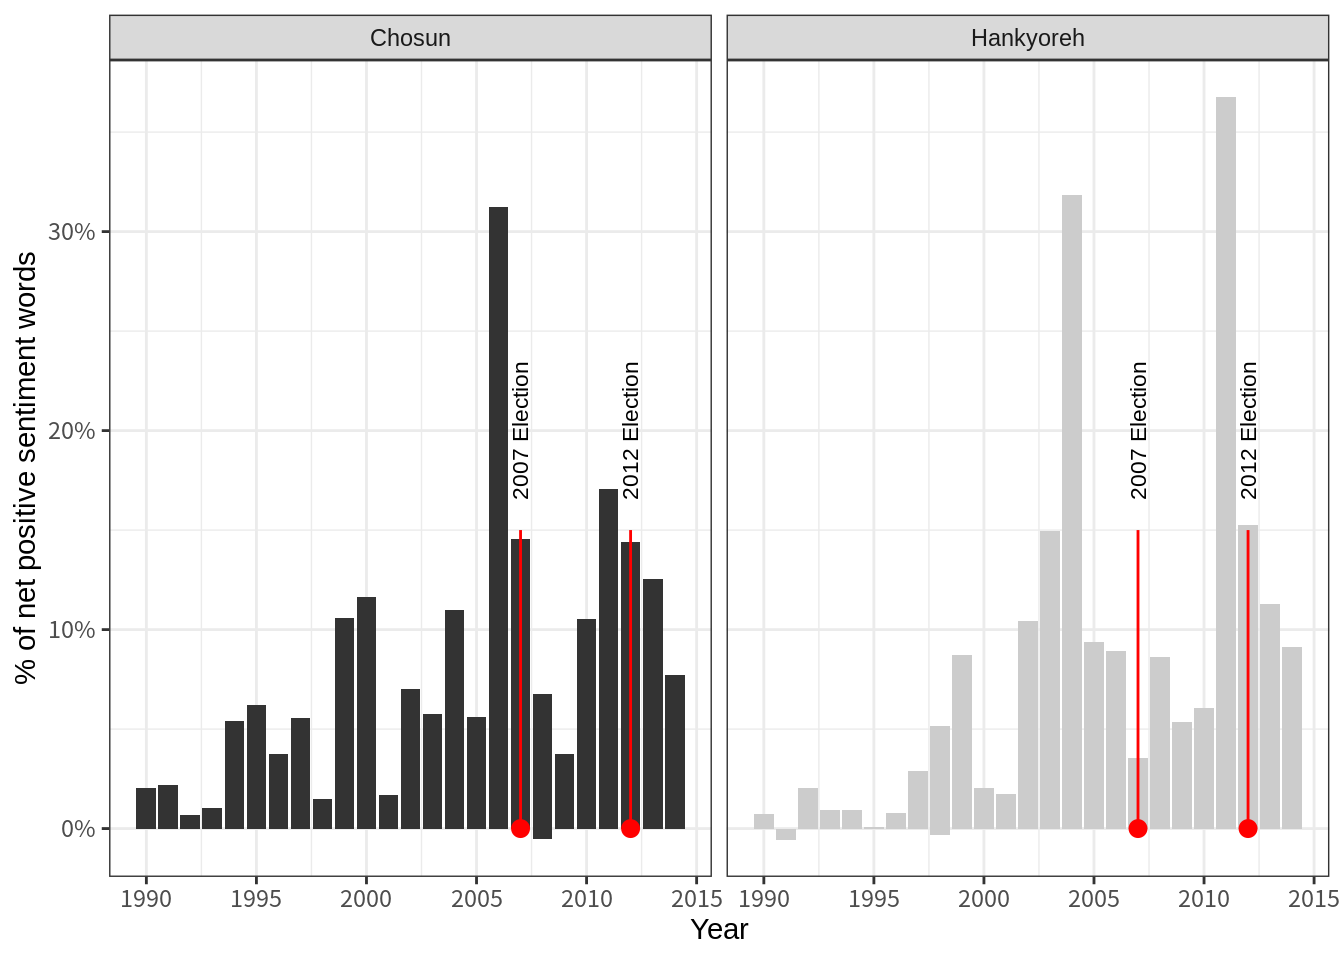 Chosun
Hankyoreh
% of net positive sentiment words
30%
20%
10%
0%
2007 Election
2012 Election
2007 Election
2012 Election
1990 1995 2000 2005 2010 2015
1990 1995 2000 2005 2010 2015
Year